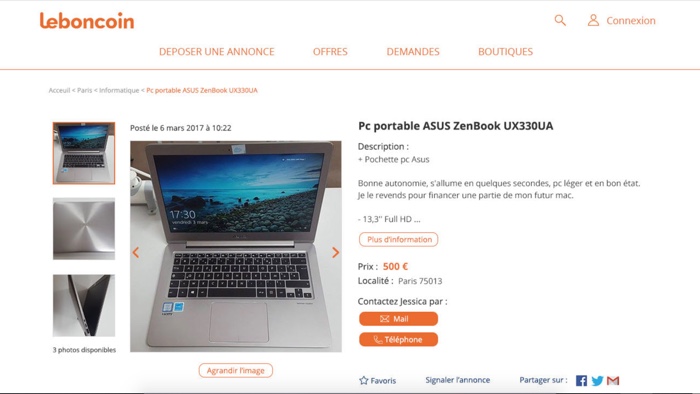 leboncoin
Connexion
DEPOSER UNE ANNONCE OFFRES DEMANDES BOUTIQUES
Acceuil < Paris < Informatique < Pc portable ASUS ZenBook UX330UA
Posté le 6 mars 2017 à 10:22
17:30
vendredi 3 mars
3 photos disponibles
Agrandir l'image
Pc portable ASUS ZenBook UX330UA
Description :
+ Pochette pc Asus
Bonne autonomie, s'allume en quelques secondes, pc léger et en bon état.
Je le revends pour financer une partie de mon futur mac.
- 13,3'' Full HD ...
Plus d'information
Prix : 500 €
Localité : Paris 75013
Contactez Jessica par :
Mail
Téléphone
Favoris Signaler l'annonce Partager sur :